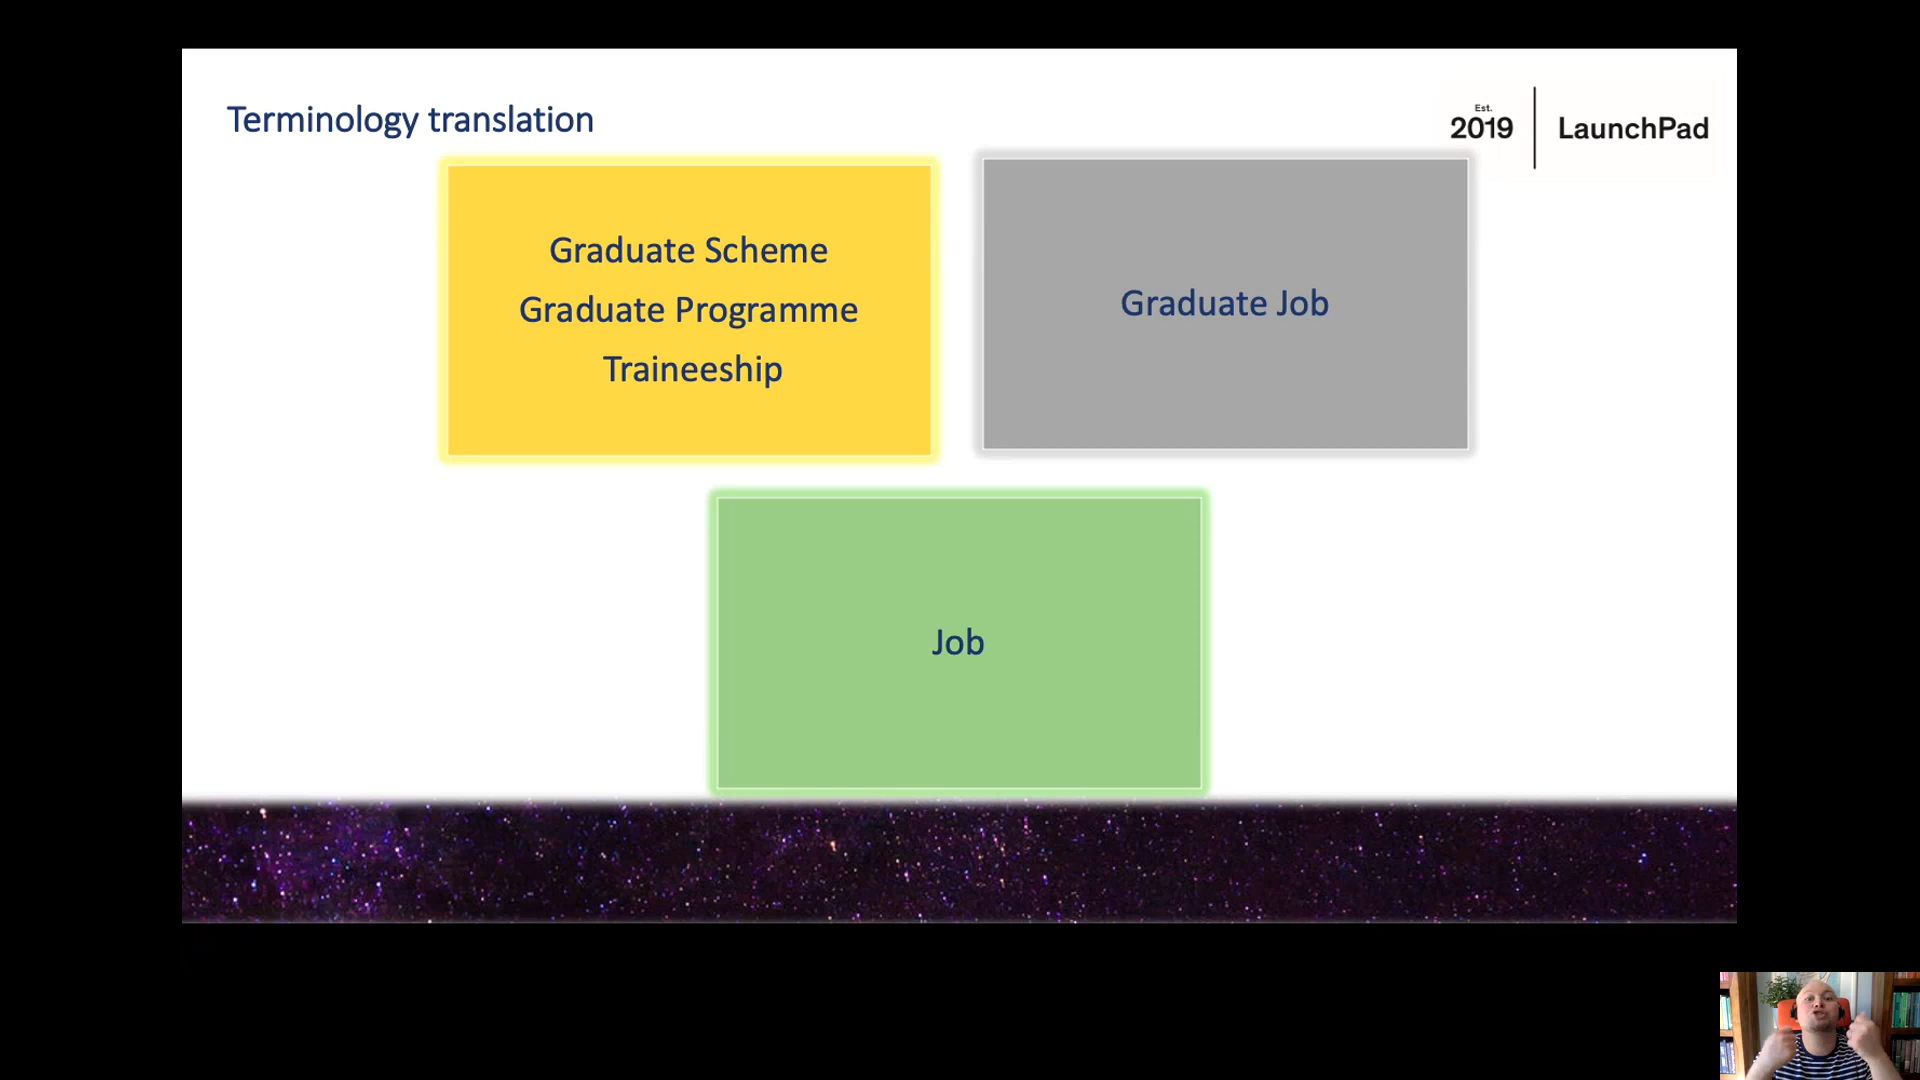 Terminology translation
Est.
2019
LaunchPad
Graduate Scheme
Graduate Programme
Traineeship
Graduate Job
Job